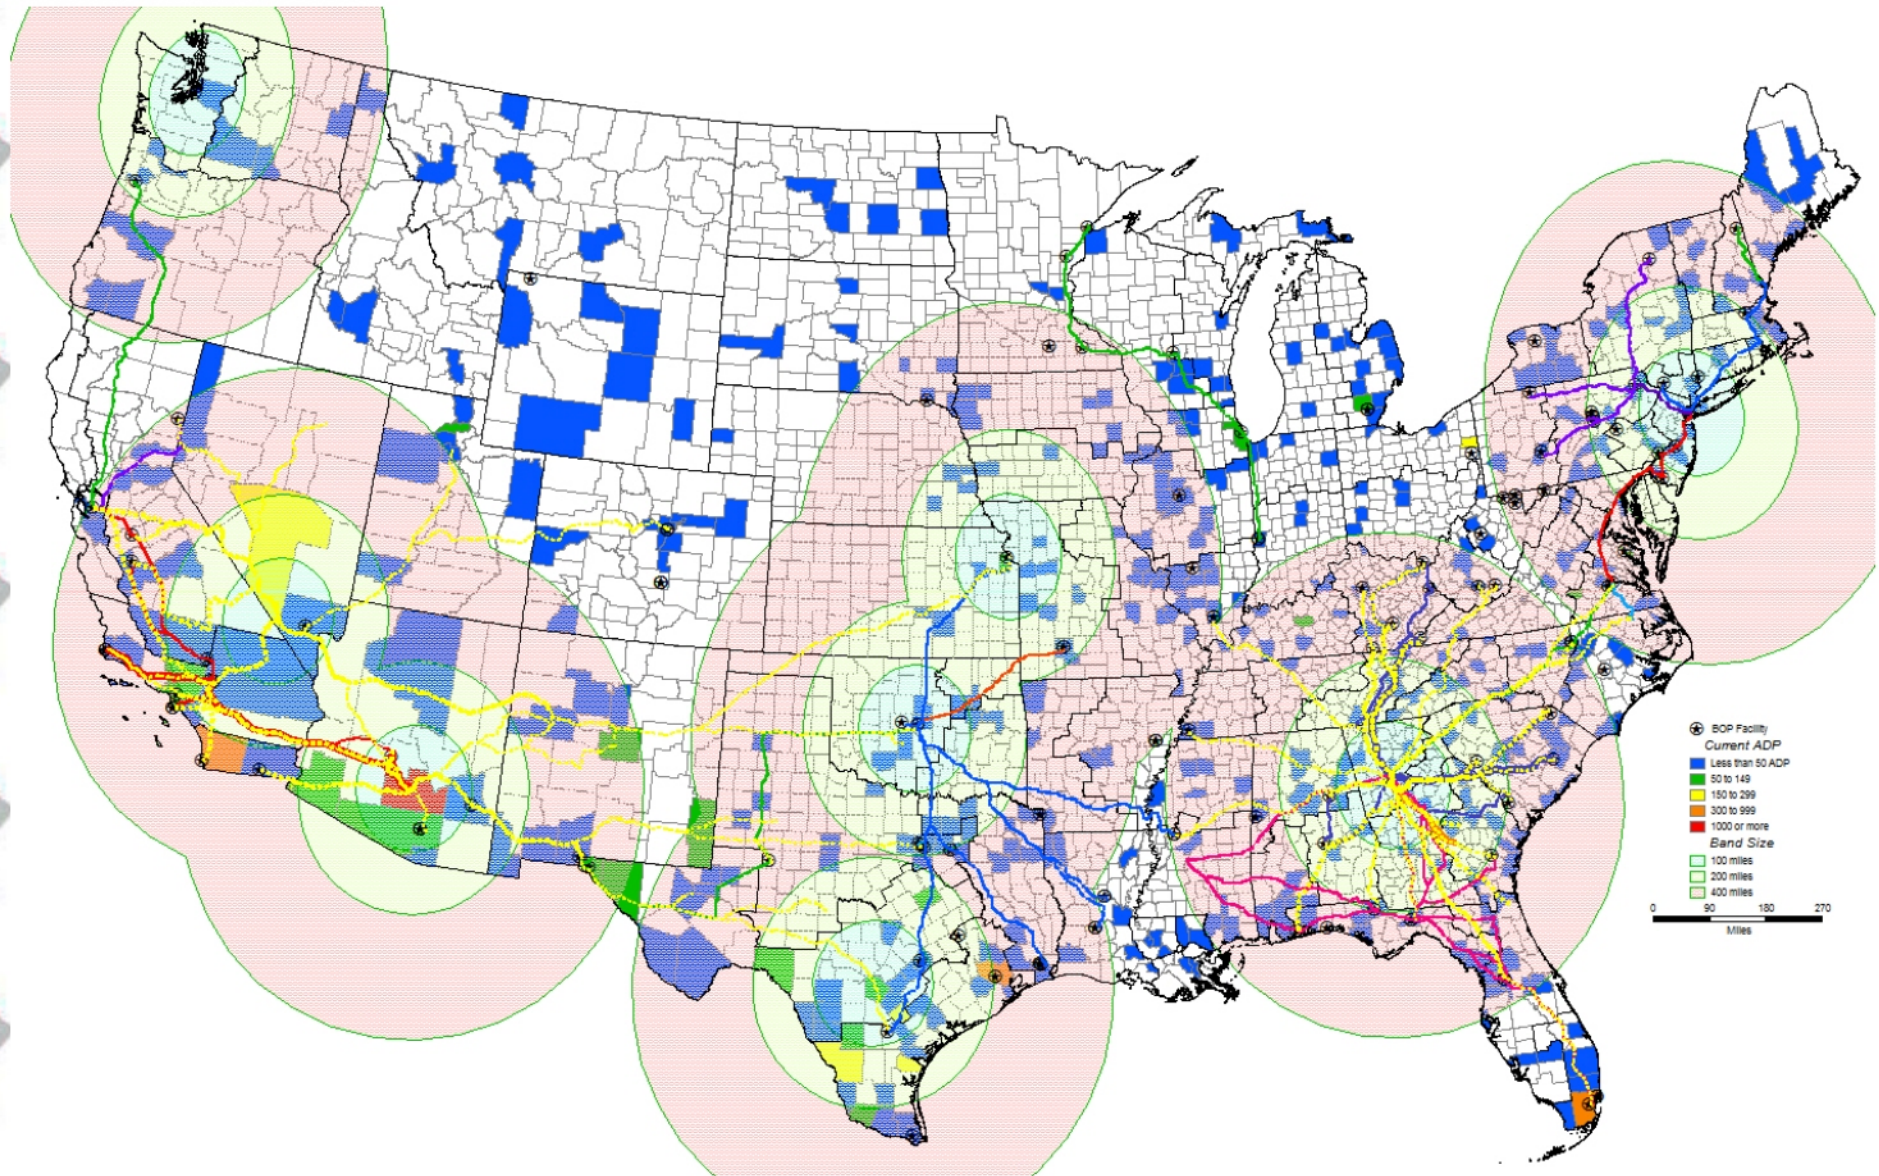 BOP Facility
Current ADP
Less than 50 ADP
50 to 149
150 to 299
300 to 999
1000 or more
Band Size
100 miles
200 miles
400 miles
0 90 180 270
Miles